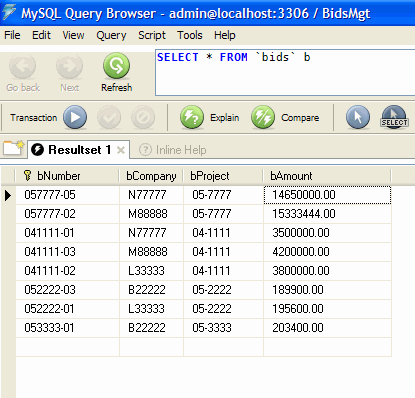 MySQL Query Browser - admin@localhost:3306 / BidsMgt
File Edit View Query Script Tools Help
SELECT * FROM `bids` b
Go back Next Refresh
Transaction Explain Compare SELECT
Resultset 1 Inline Help
bNumber bCompany bProject bAmount
057777-05 N77777 05-7777 14650000.00
057777-02 M88888 05-7777 15333444.00
041111-01 N77777 04-1111 3500000.00
041111-03 M88888 04-1111 4200000.00
041111-02 L33333 04-1111 3800000.00
052222-03 B22222 05-2222 189900.00
052222-01 L33333 05-2222 195600.00
053333-01 B22222 05-3333 203400.00